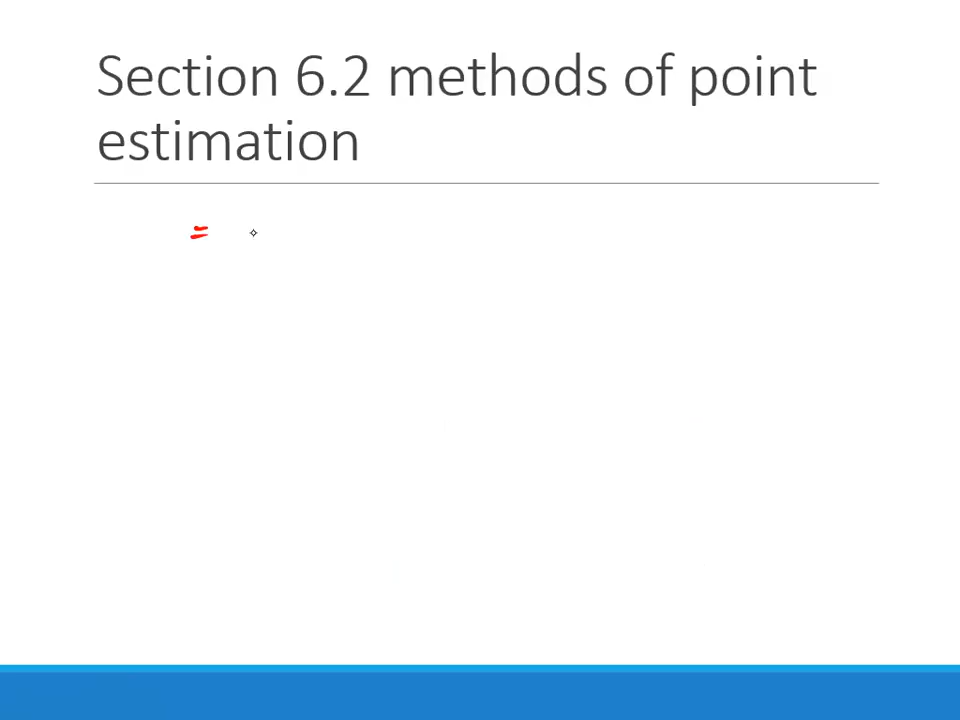 Section 6.2 methods of point
estimation
=